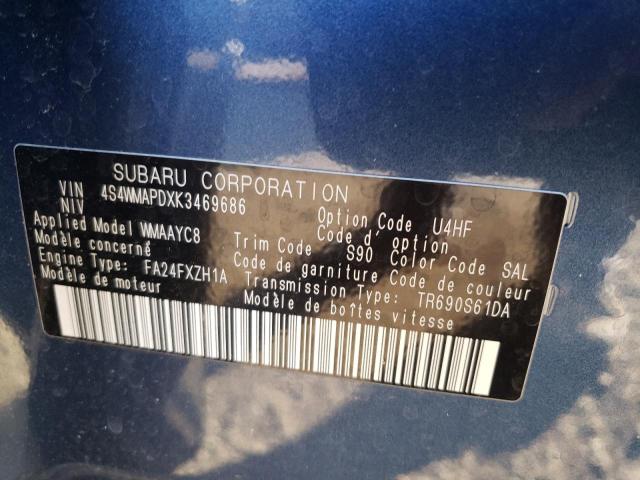 SUBARU CORPORATION
VIN
NIV 4S4WMAPDXK3469686
Option Code U4HF
Code d' option
Applied Model WMAAYC8
Modèle concerné
Trim Code S90 Color Code SAL
Code de garniture Code de couleur
Engine Type: FA24FXZH1A
Modèle de moteur
Transmission Type: TR690S61DA
Modèle de boîtes vitesse